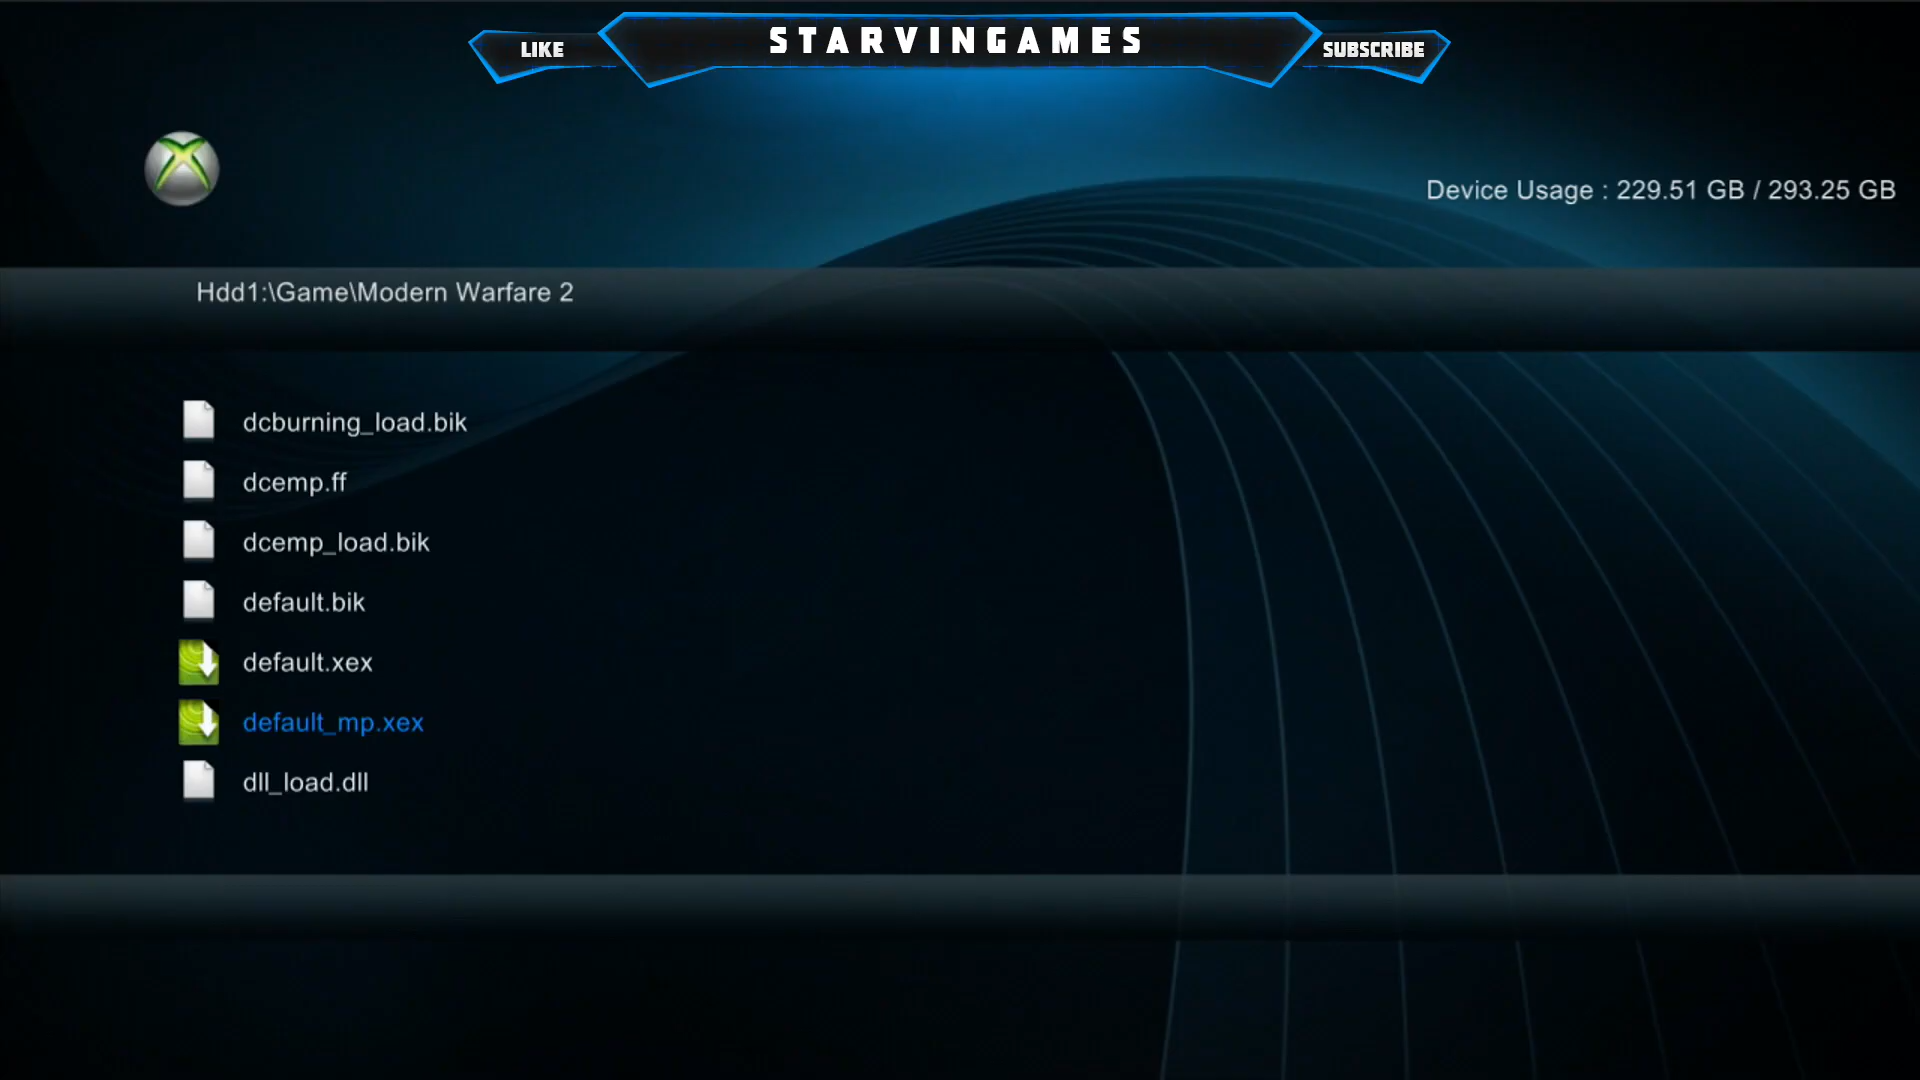 LIKE
STARVINGAMES
SUBSCRIBE
Device Usage : 229.51 GB / 293.25 GB
Hdd1:\Game\Modern Warfare 2
dcburning_load.bik
dcemp.ff
dcemp_load.bik
default.bik
default.xex
default_mp.xex
dll_load.dll